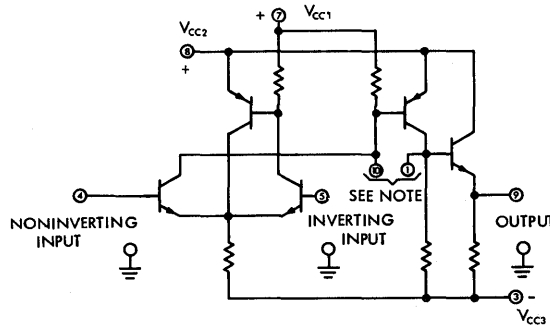 + 7 VCC1
VCC2
8
+
4
5
10 1
SEE NOTE
9
NONINVERTING
INPUT
INVERTING
INPUT
OUTPUT
3 -
VCC3